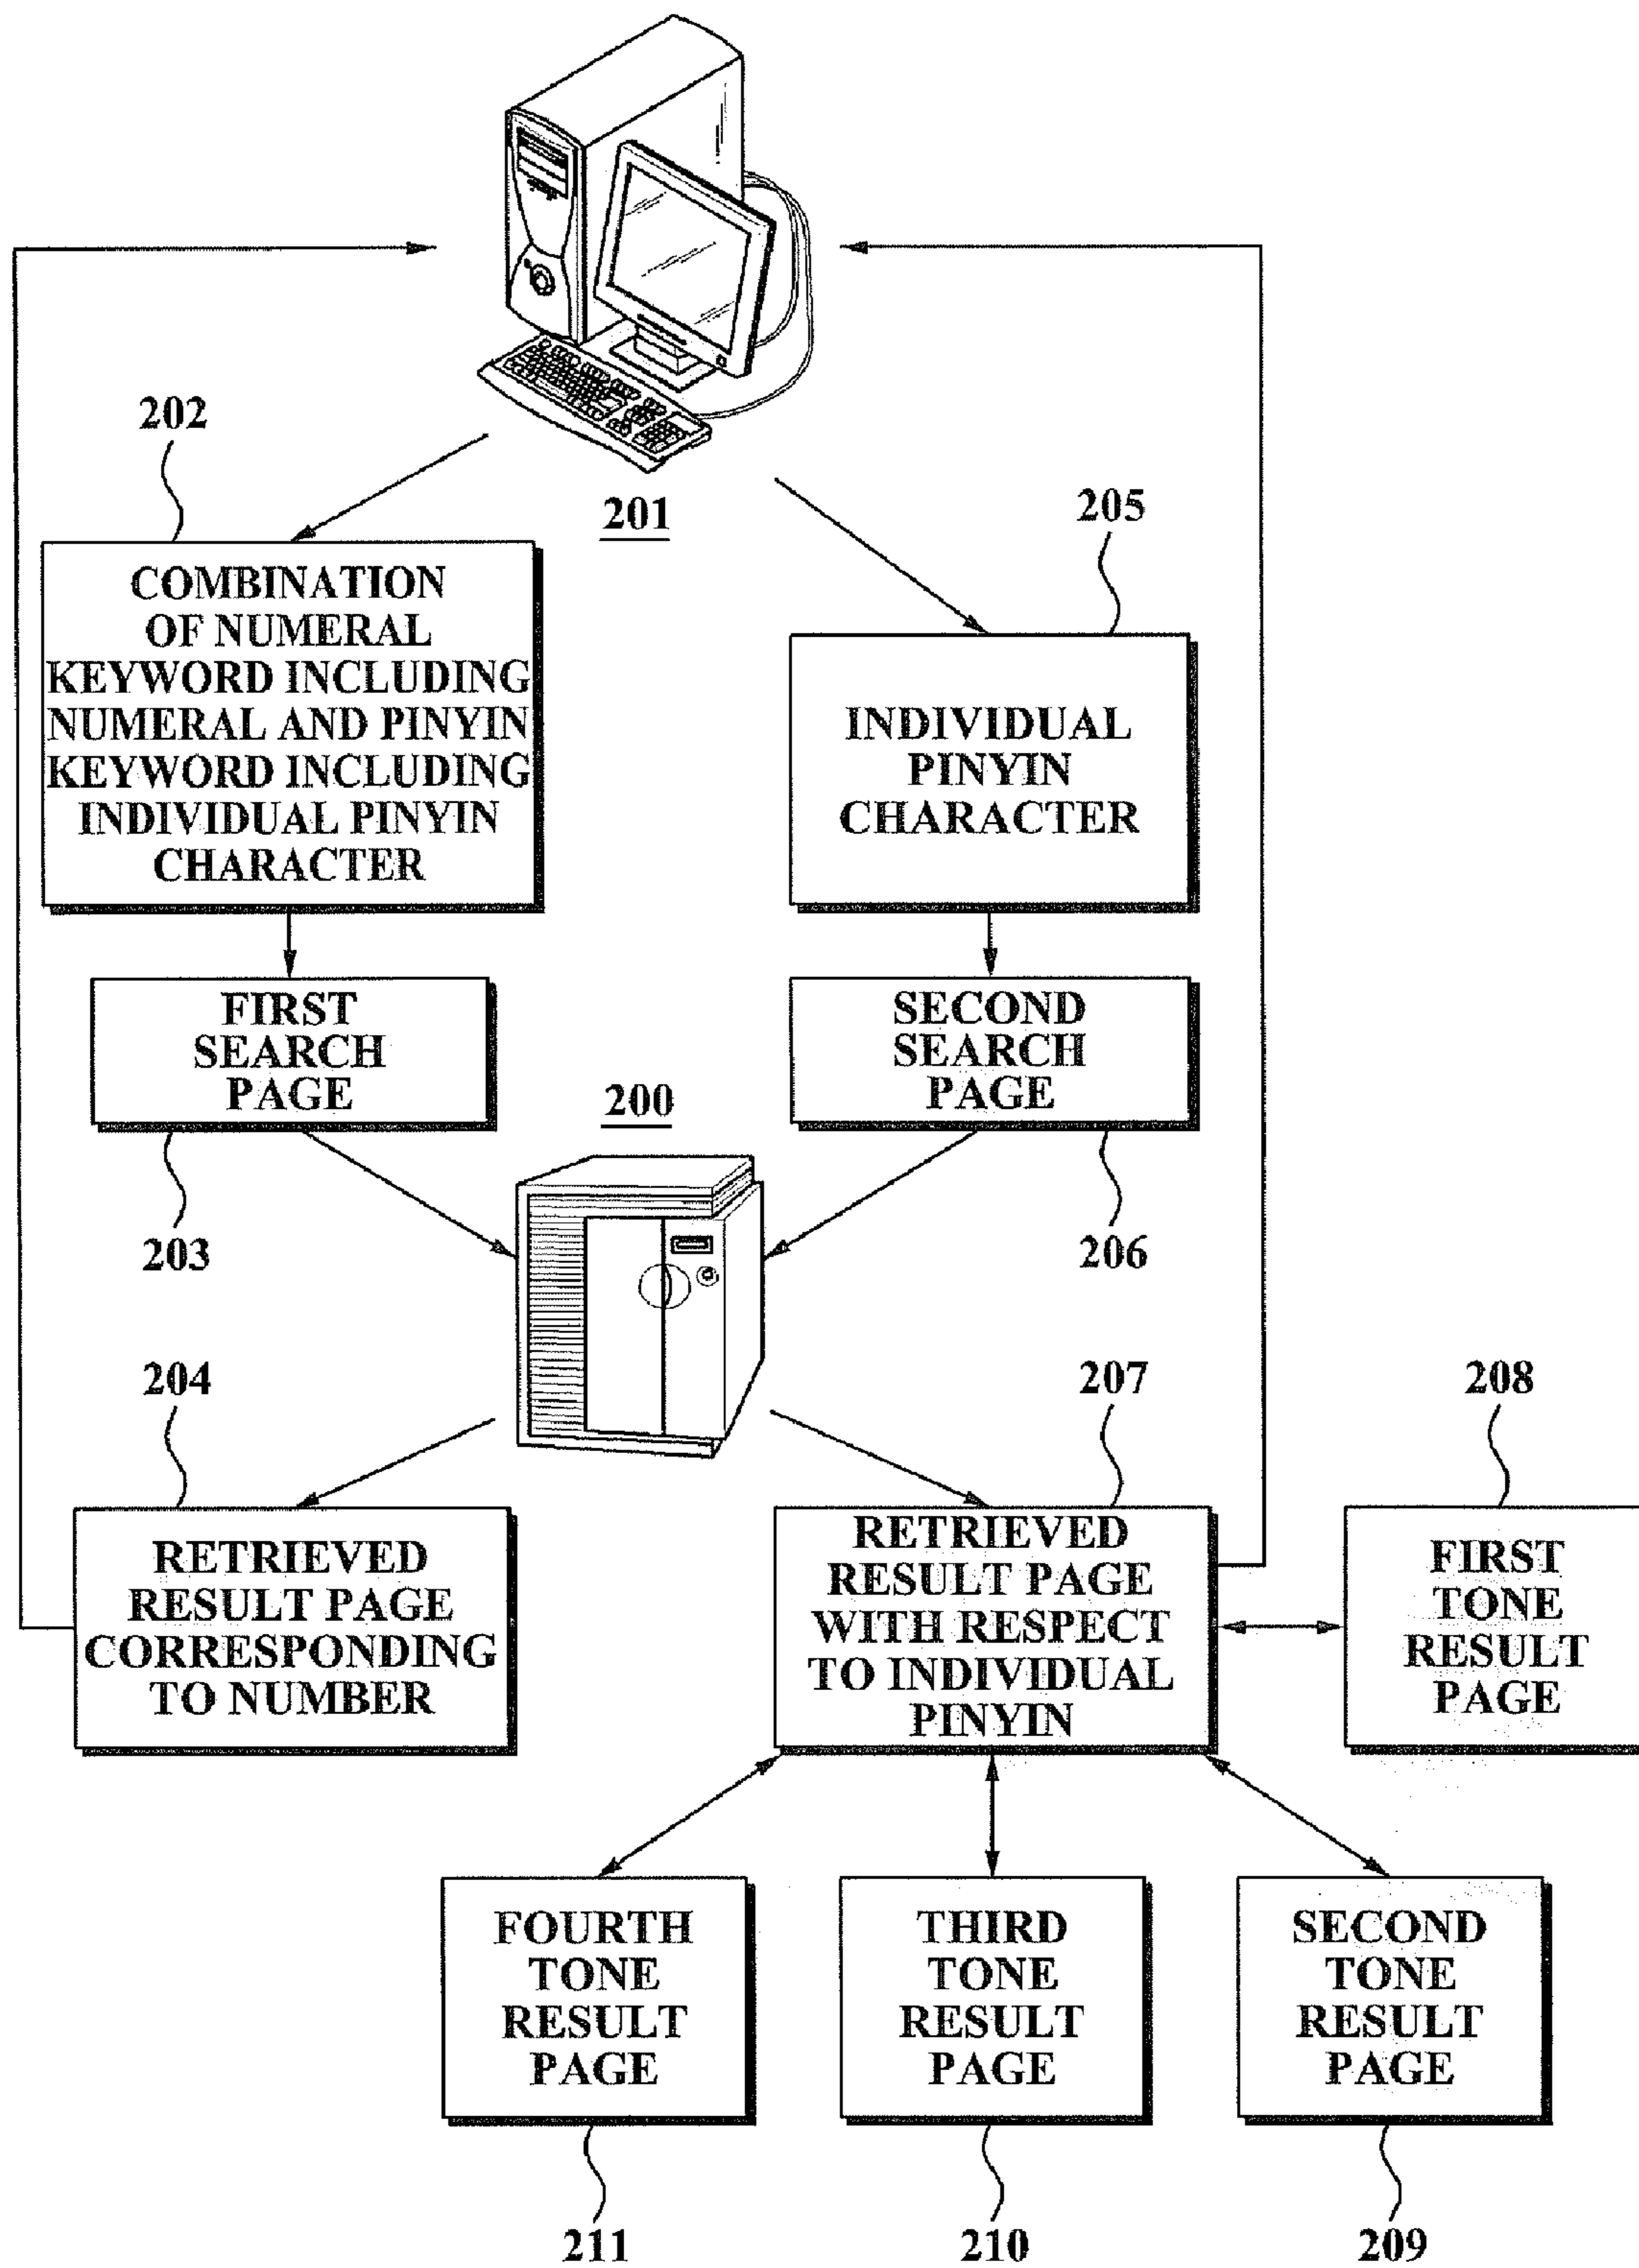 202
201
205
COMBINATION
OF NUMERAL
KEYWORD INCLUDING
NUMERAL AND PINYIN
KEYWORD INCLUDING
INDIVIDUAL PINYIN
CHARACTER
INDIVIDUAL
PINYIN
CHARACTER
FIRST
SEARCH
PAGE
SECOND
SEARCH
PAGE
200
203
206
204
207
208
RETRIEVED
RESULT PAGE
CORRESPONDING
TO NUMBER
RETRIEVED
RESULT PAGE
WITH RESPECT
TO INDIVIDUAL
PINYIN
FIRST
TONE
RESULT
PAGE
FOURTH
TONE
RESULT
PAGE
THIRD
TONE
RESULT
PAGE
SECOND
TONE
RESULT
PAGE
211
210
209